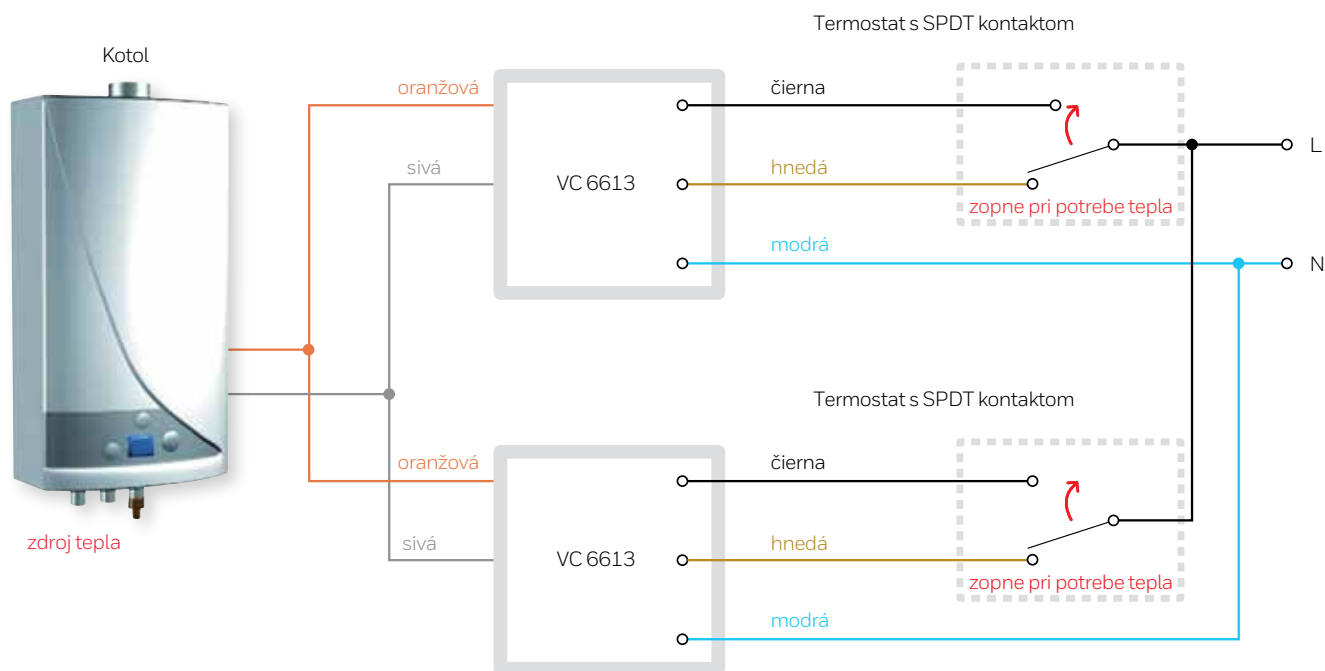 Termostat s SPDT kontaktom
Kotol
oranžová
čierna
L
sivá
VC 6613
hnedá
zopne pri potrebe tepla
modrá
N
Termostat s SPDT kontaktom
oranžová
čierna
zdroj tepla
sivá
VC 6613
hnedá
zopne pri potrebe tepla
modrá